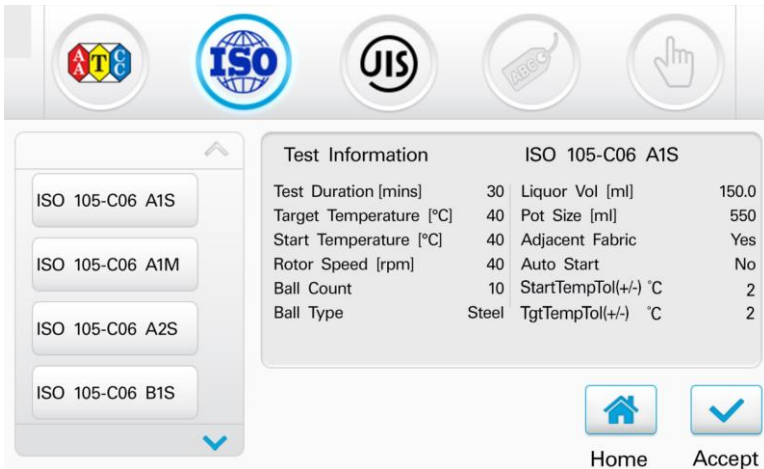 AATCC
ISO
JIS
ABC
ISO 105-C06 A1S
ISO 105-C06 A1M
ISO 105-C06 A2S
ISO 105-C06 B1S
Test Information ISO 105-C06 A1S
Test Duration [mins] 30 Liquor Vol [ml] 150.0
Target Temperature [°C] 40 Pot Size [ml] 550
Start Temperature [°C] 40 Adjacent Fabric Yes
Rotor Speed [rpm] 40 Auto Start No
Ball Count 10 StartTempTol(+/-) °C 2
Ball Type Steel TgtTempTol(+/-) °C 2
Home Accept